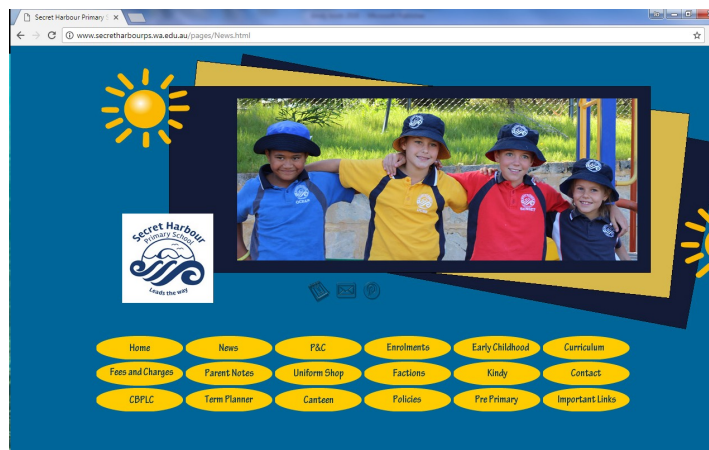 Secret Harbour Primary S
www.secretharbourps.wa.edu.au/pages/News.html
Secret Harbour
Primary School
Leads the way
Home News P&C Enrolments Early Childhood Curriculum
Fees and Charges Parent Notes Uniform Shop Factions Kindy Contact
CBPLC Term Planner Canteen Policies Pre Primary Important Links